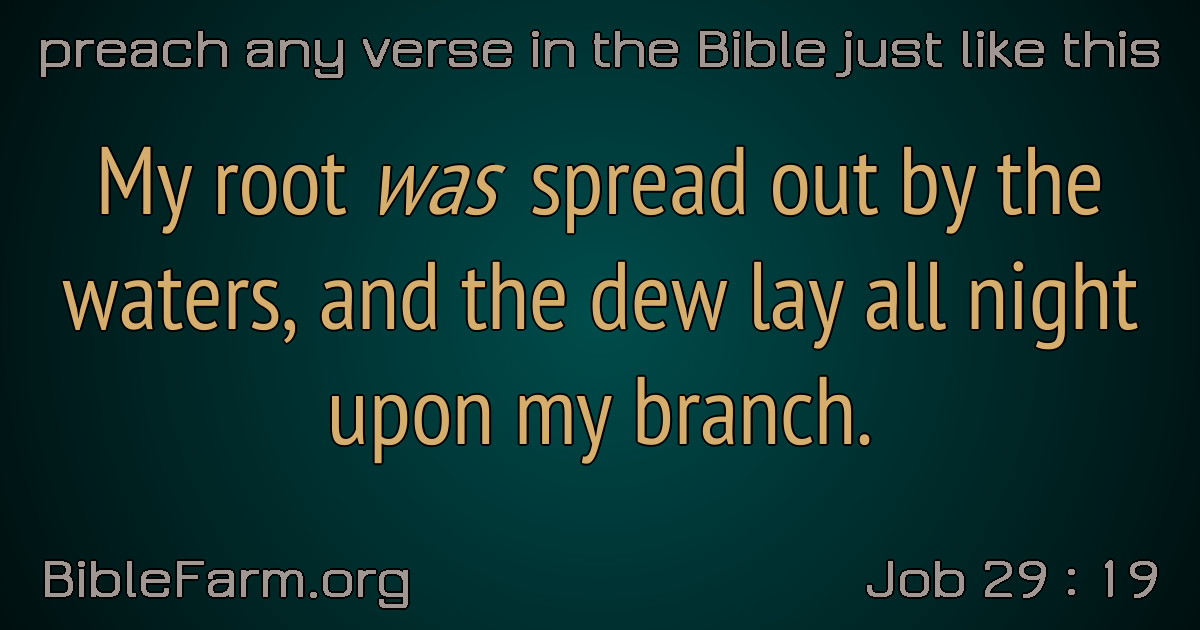 preach any verse in the Bible just like this
My root was spread out by the
waters, and the dew lay all night
upon my branch.
BibleFarm.org
Job 29 : 19